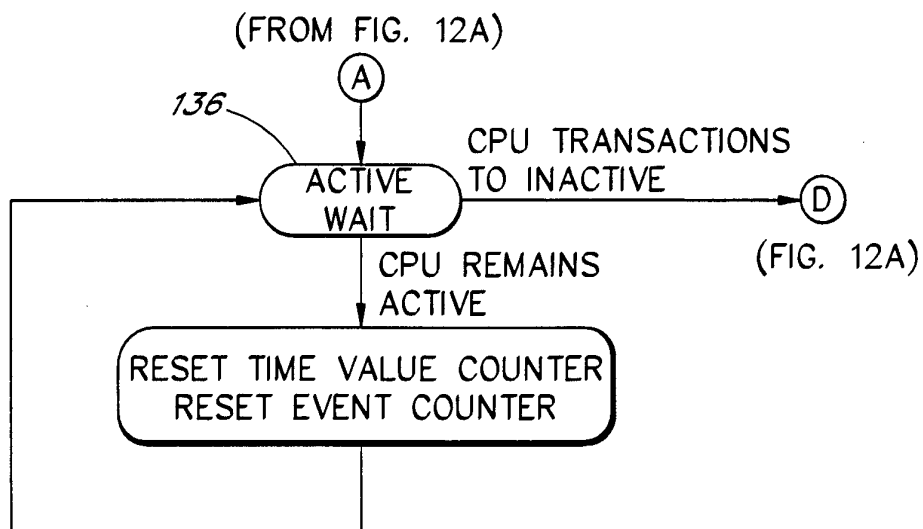 (FROM FIG. 12A)
A
136
ACTIVE
WAIT
CPU TRANSACTIONS
TO INACTIVE
D
(FIG. 12A)
CPU REMAINS
ACTIVE
RESET TIME VALUE COUNTER
RESET EVENT COUNTER